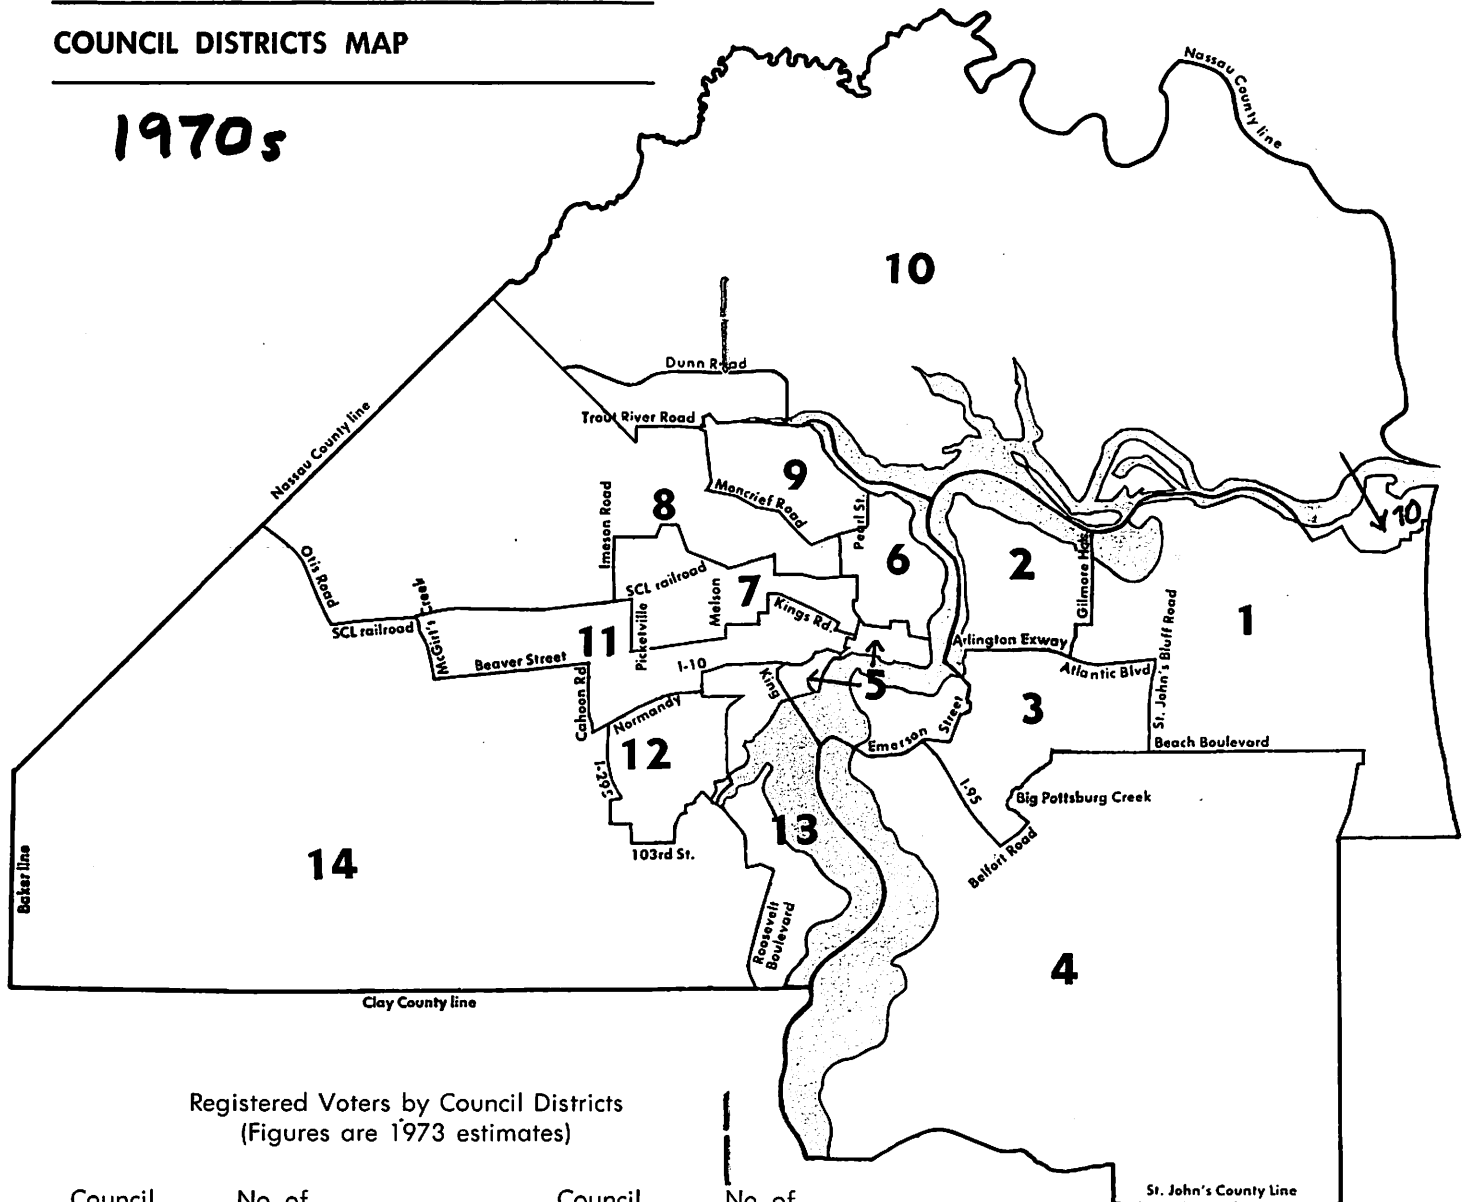 COUNCIL DISTRICTS MAP
1970s
Nassau County line
10
Dunn Road
Trout River Road
Nassau County line
9
Moncrief Road
Pearl St.
8
Imeson Road
10
6
2
Gilmore Hgts.
1
SCL railroad
7
Melson
Kings Rd.
Otis Road
SCL railroad
McGirt's Creek
Beaver Street
11
Picketville
I-10
Cahoon Rd.
King
5
Arlington Exway
Atlantic Blvd
St. John's Bluff Road
3
Normandy
12
I-295
Emerson Street
Beach Boulevard
I-95
Big Pottsburg Creek
Belfort Road
13
103rd St.
14
Baker line
Roosevelt
Boulevard
4
Clay County line
Registered Voters by Council Districts
(Figures are 1973 estimates)
Council No. of Council No. of
St. John's County Line